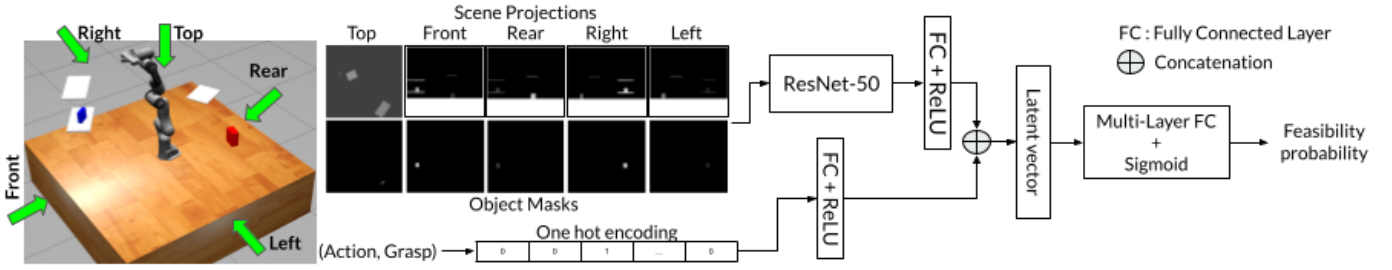 Right
Top
Rear
Front
Left
Scene Projections
Top Front Rear Right Left
Object Masks
(Action, Grasp)
One hot encoding
0 0 1 ... 0
ResNet-50
FC + ReLU
FC + ReLU
Latent vector
Multi-Layer FC
+
Sigmoid
Feasibility
probability
FC : Fully Connected Layer
Concatenation